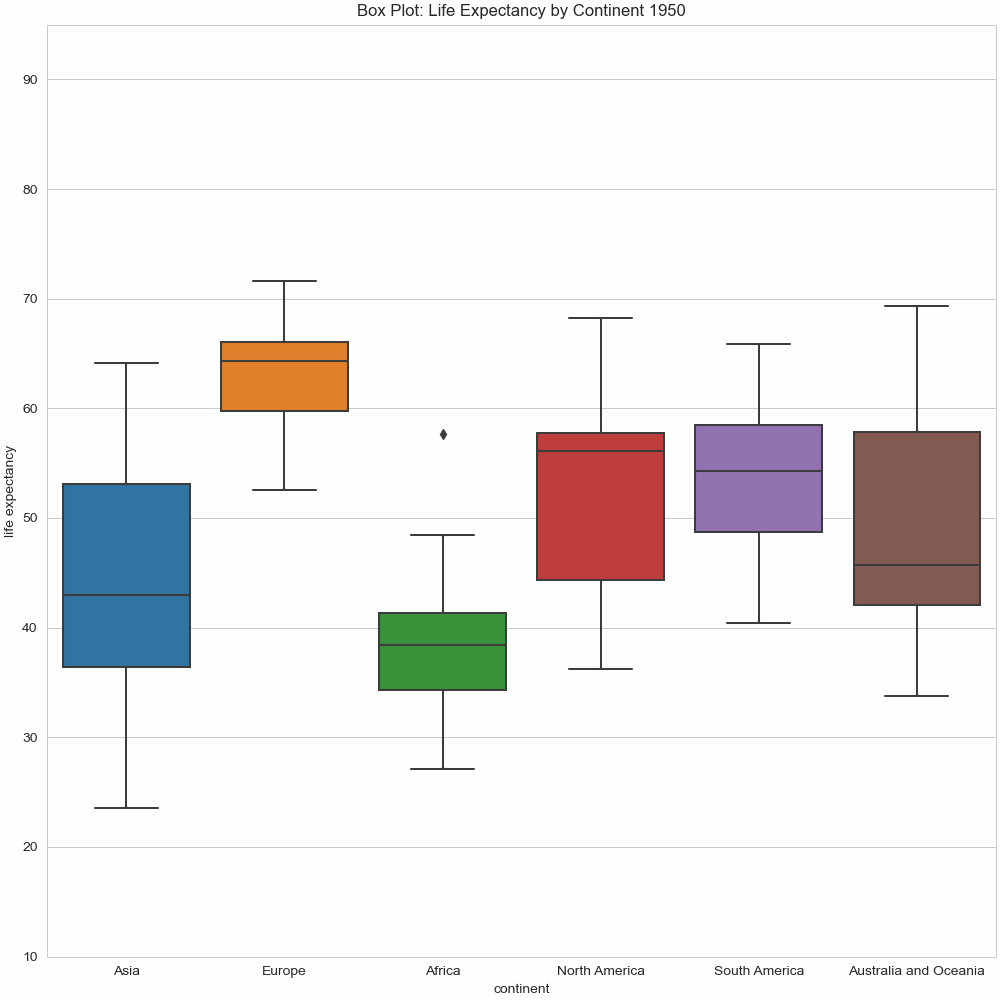 Box Plot: Life Expectancy by Continent 1950
90
80
70
60
50
40
30
20
10
life expectancy
Asia
Europe
Africa
North America
South America
Australia and Oceania
continent